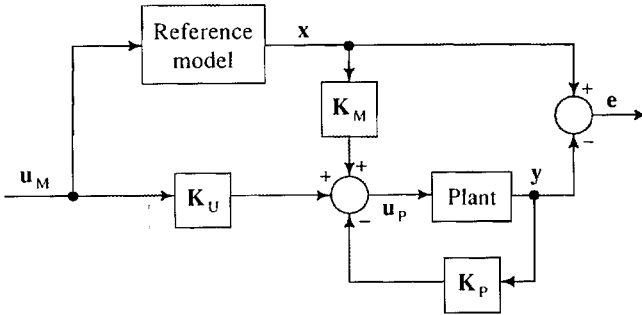 Reference
model
x
K_M
e
u_M
K_U
u_P
Plant
y
K_P
+
−
+
+
−